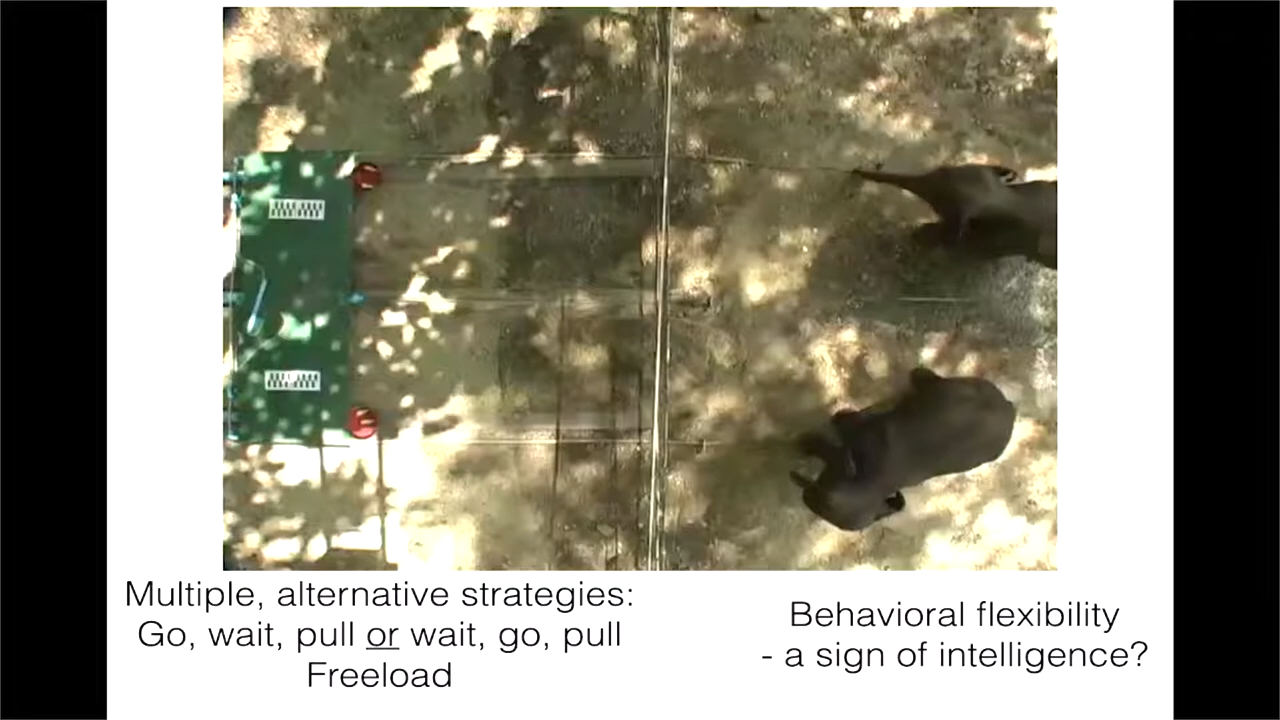 Multiple, alternative strategies:
Go, wait, pull or wait, go, pull
Freeload
Behavioral flexibility
- a sign of intelligence?